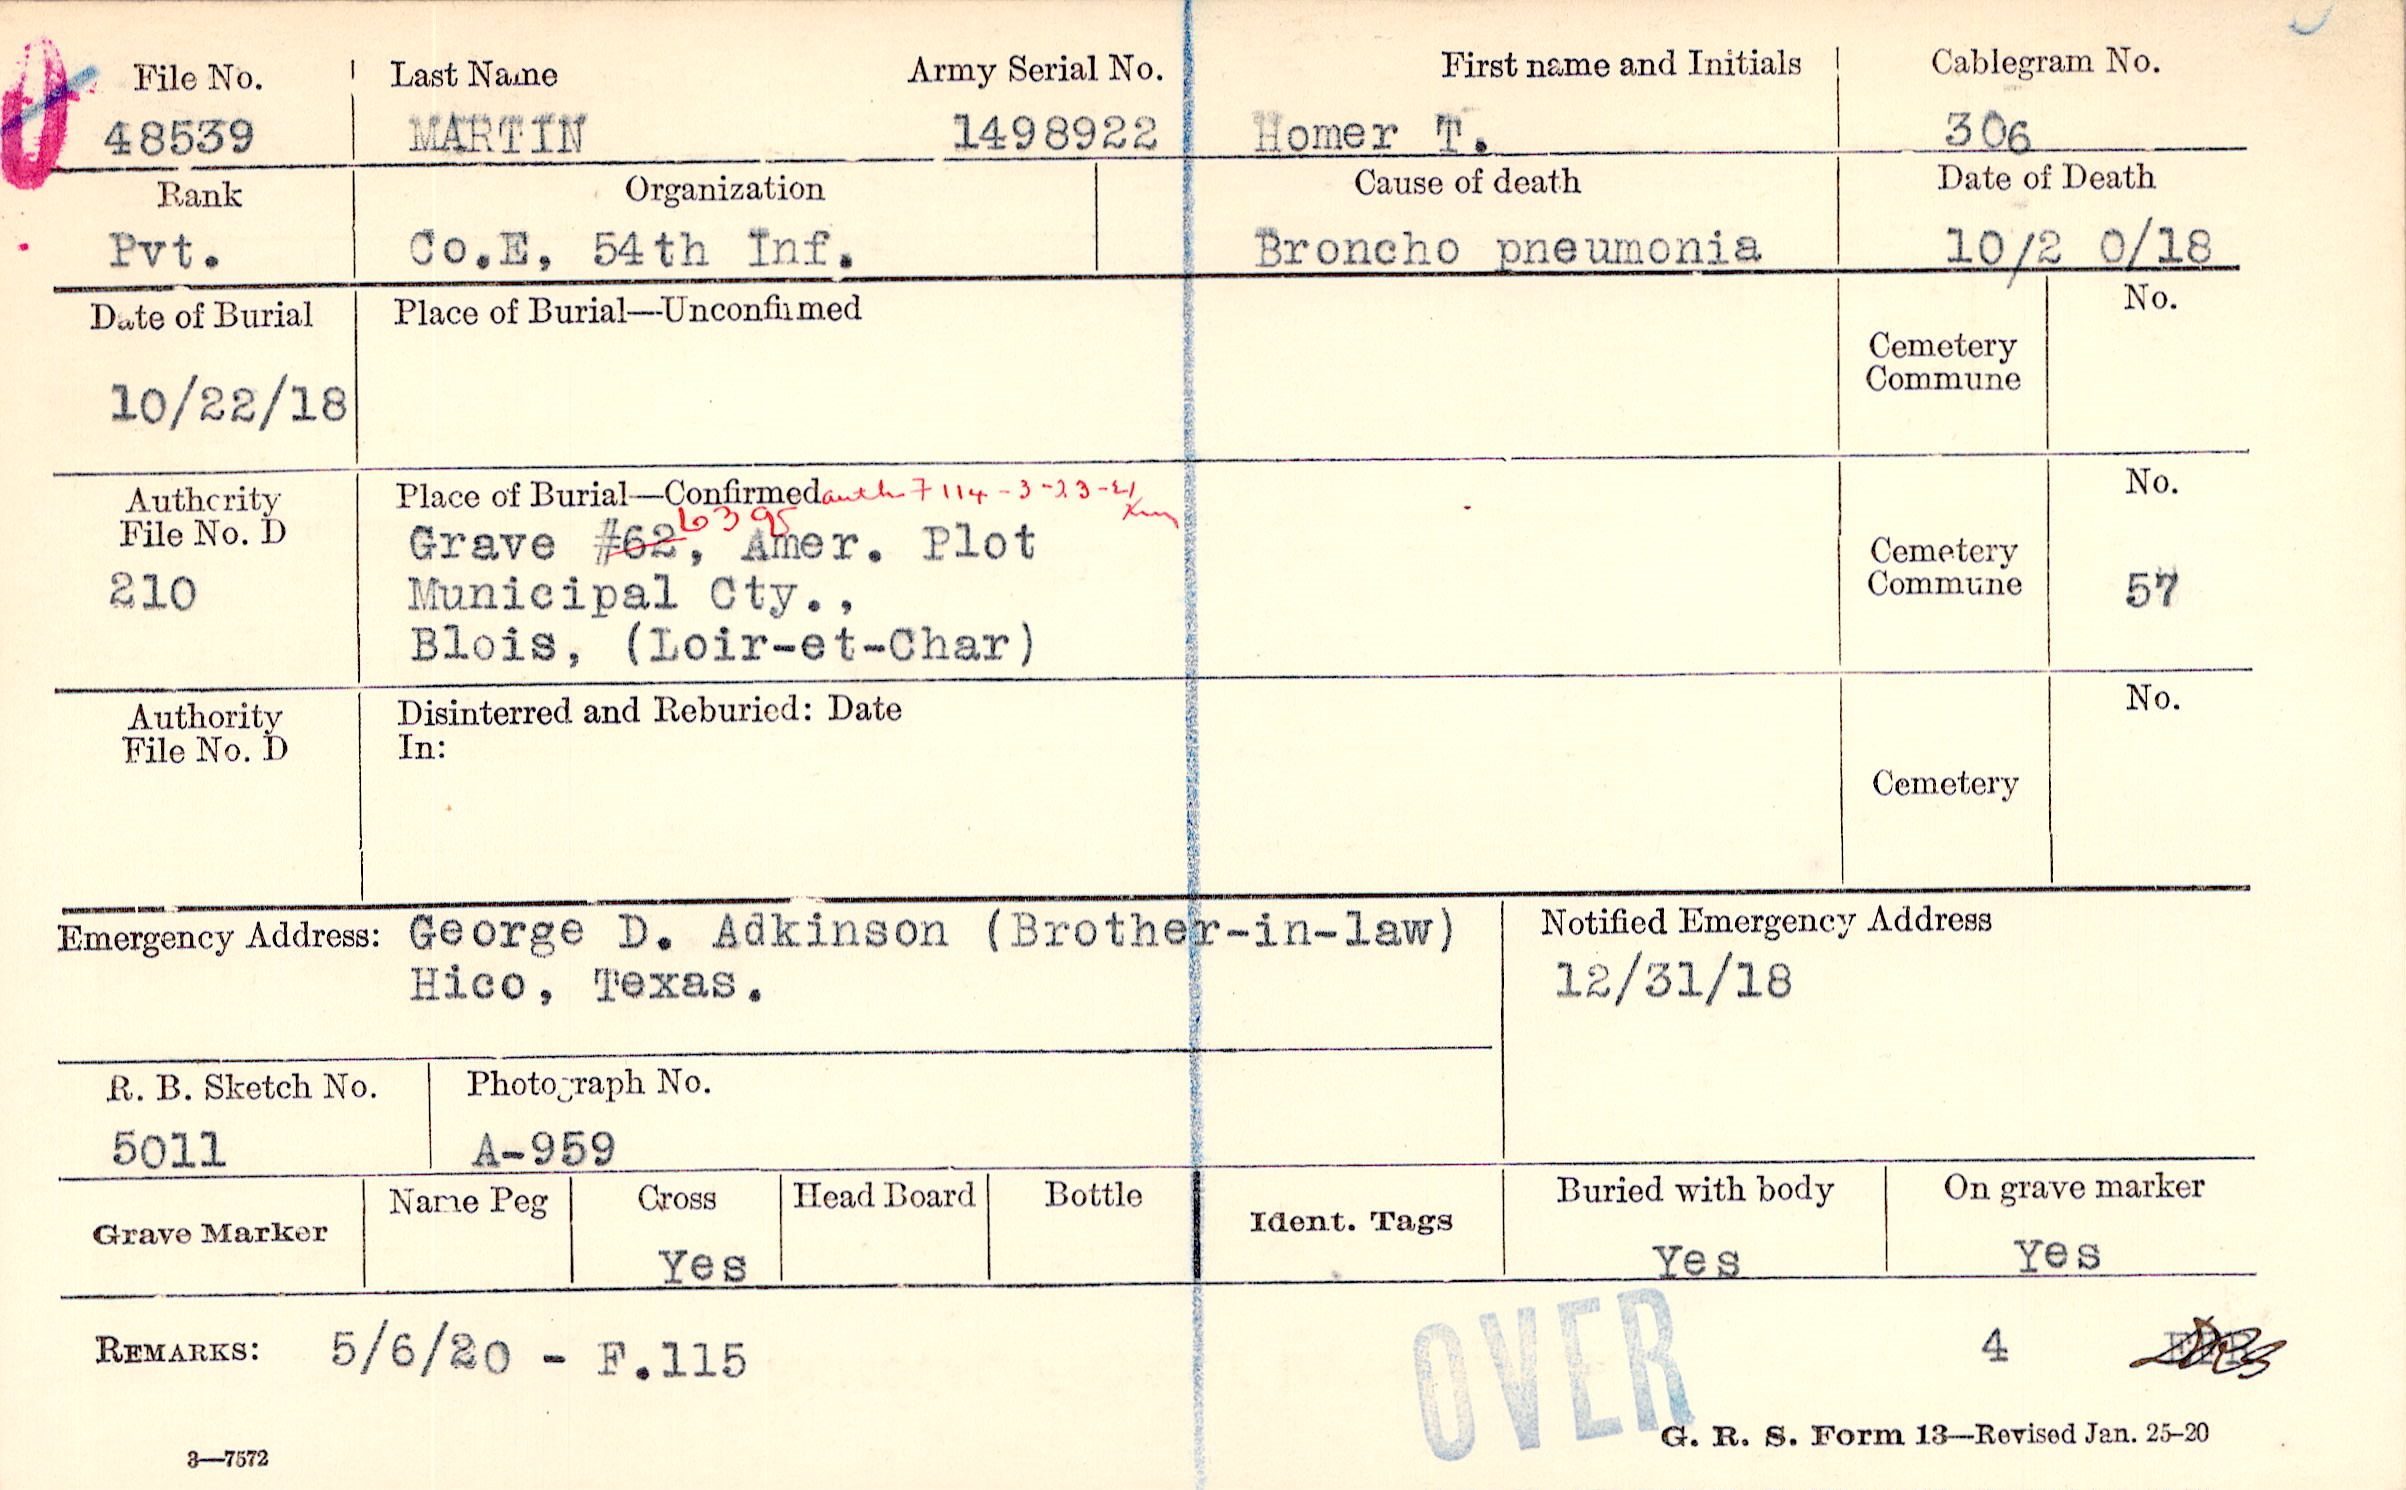 File No. Last Name Army Serial No. First name and Initials Cablegram No.
48539 MARTIN 1498922 Homer T. 306
Rank Organization Cause of death Date of Death
Pvt. Co.E, 54th Inf. Broncho pneumonia 10/2 0/18
Date of Burial Place of Burial—Unconfirmed No.
Cemetery
Commune
10/22/18
Authority Place of Burial—Confirmed auth 7114-3-23-21 No.
File No. D 6395
Grave #62, Amer. Plot Cemetery
210 Municipal Cty., Commune 57
Blois, (Loir-et-Char)
Authority Disinterred and Reburied: Date No.
File No. D In:
Cemetery
Emergency Address: George D. Adkinson (Brother-in-law) Notified Emergency Address
Hico, Texas. 12/31/18
R. B. Sketch No. Photograph No.
5011 A-959
Grave Marker Name Peg Cross Head Board Bottle Ident. Tags Buried with body On grave marker
Yes Yes Yes
REMARKS: 5/6/20 - F.115 OVER 4
3—7572 G. R. S. Form 13—Revised Jan. 25-20